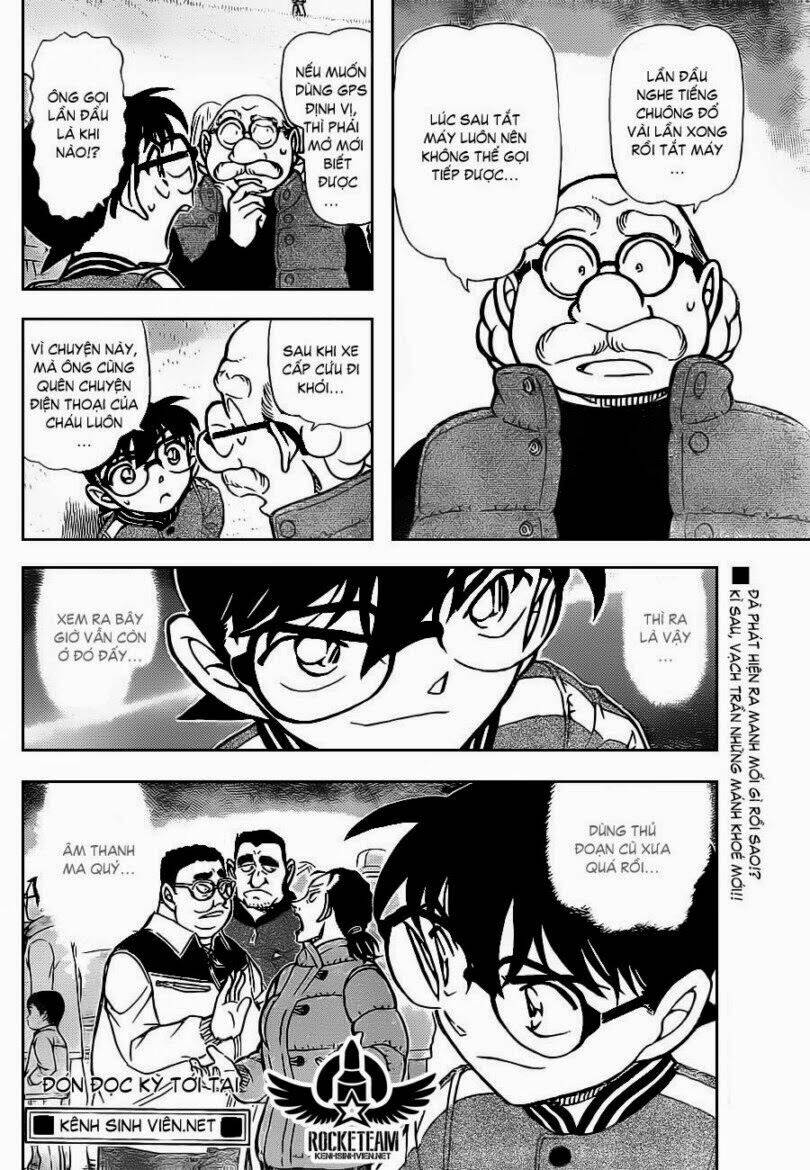 LẦN ĐẦU
NGHE TIẾNG
CHUÔNG ĐỔ
VÀI LẦN XONG
RỒI TẮT MÁY
...
LÚC SAU TẮT
MÁY LUÔN NÊN
KHÔNG THỂ GỌI
TIẾP ĐƯỢC...
NẾU MUỐN
DÙNG GPS
ĐỊNH VỊ,
THÌ PHẢI
MỞ MỚI
BIẾT
ĐƯỢC
...
ÔNG GỌI
LẦN ĐẦU
LÀ KHI
NÀO!?
SAU KHI XE
CẤP CỨU ĐI
KHỎI...
VÌ CHUYỆN NÀY,
MÀ ÔNG CŨNG
QUÊN CHUYỆN
ĐIỆN THOẠI CỦA
CHÁU LUÔN
...
THÌ RA
LÀ VẬY
...
XEM RA BÂY
GIỜ VẪN CÒN
Ở ĐÓ ĐẤY...
DÙNG THỦ
ĐOẠN CŨ XƯA
QUÁ RỒI...
ÂM THANH
MA QUỶ...
ĐÃ PHÁT HIỆN RA MANH MỐI GÌ RỒI SAO!?
KÌ SAU, VẠCH TRẦN NHỮNG MÁNH KHOÉ MỚI!!
ĐÓN ĐỌC KỲ TỚI TẠI
KÊNH SINH VIÊN.NET
ROCKETEAM
KENHSINHVIEN.NET